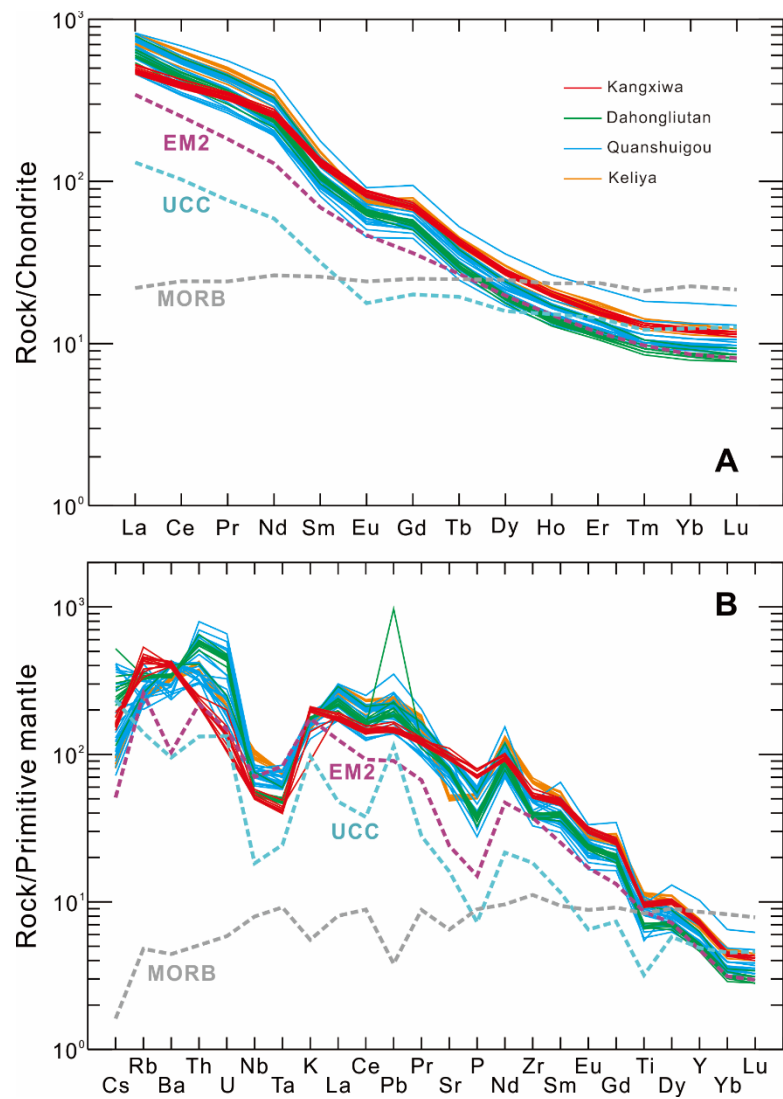 10³
10²
10¹
10⁰
Rock/Chondrite
Kangxiwa
Dahongliutan
Quanshuigou
Keliya
EM2
UCC
MORB
A
La Ce Pr Nd Sm Eu Gd Tb Dy Ho Er Tm Yb Lu
10³
10²
10¹
10⁰
Rock/Primitive mantle
B
EM2
UCC
MORB
Rb Th Nb K Ce Pr P Zr Eu Ti Y Lu
Cs Ba U Ta La Pb Sr Nd Sm Gd Dy Yb